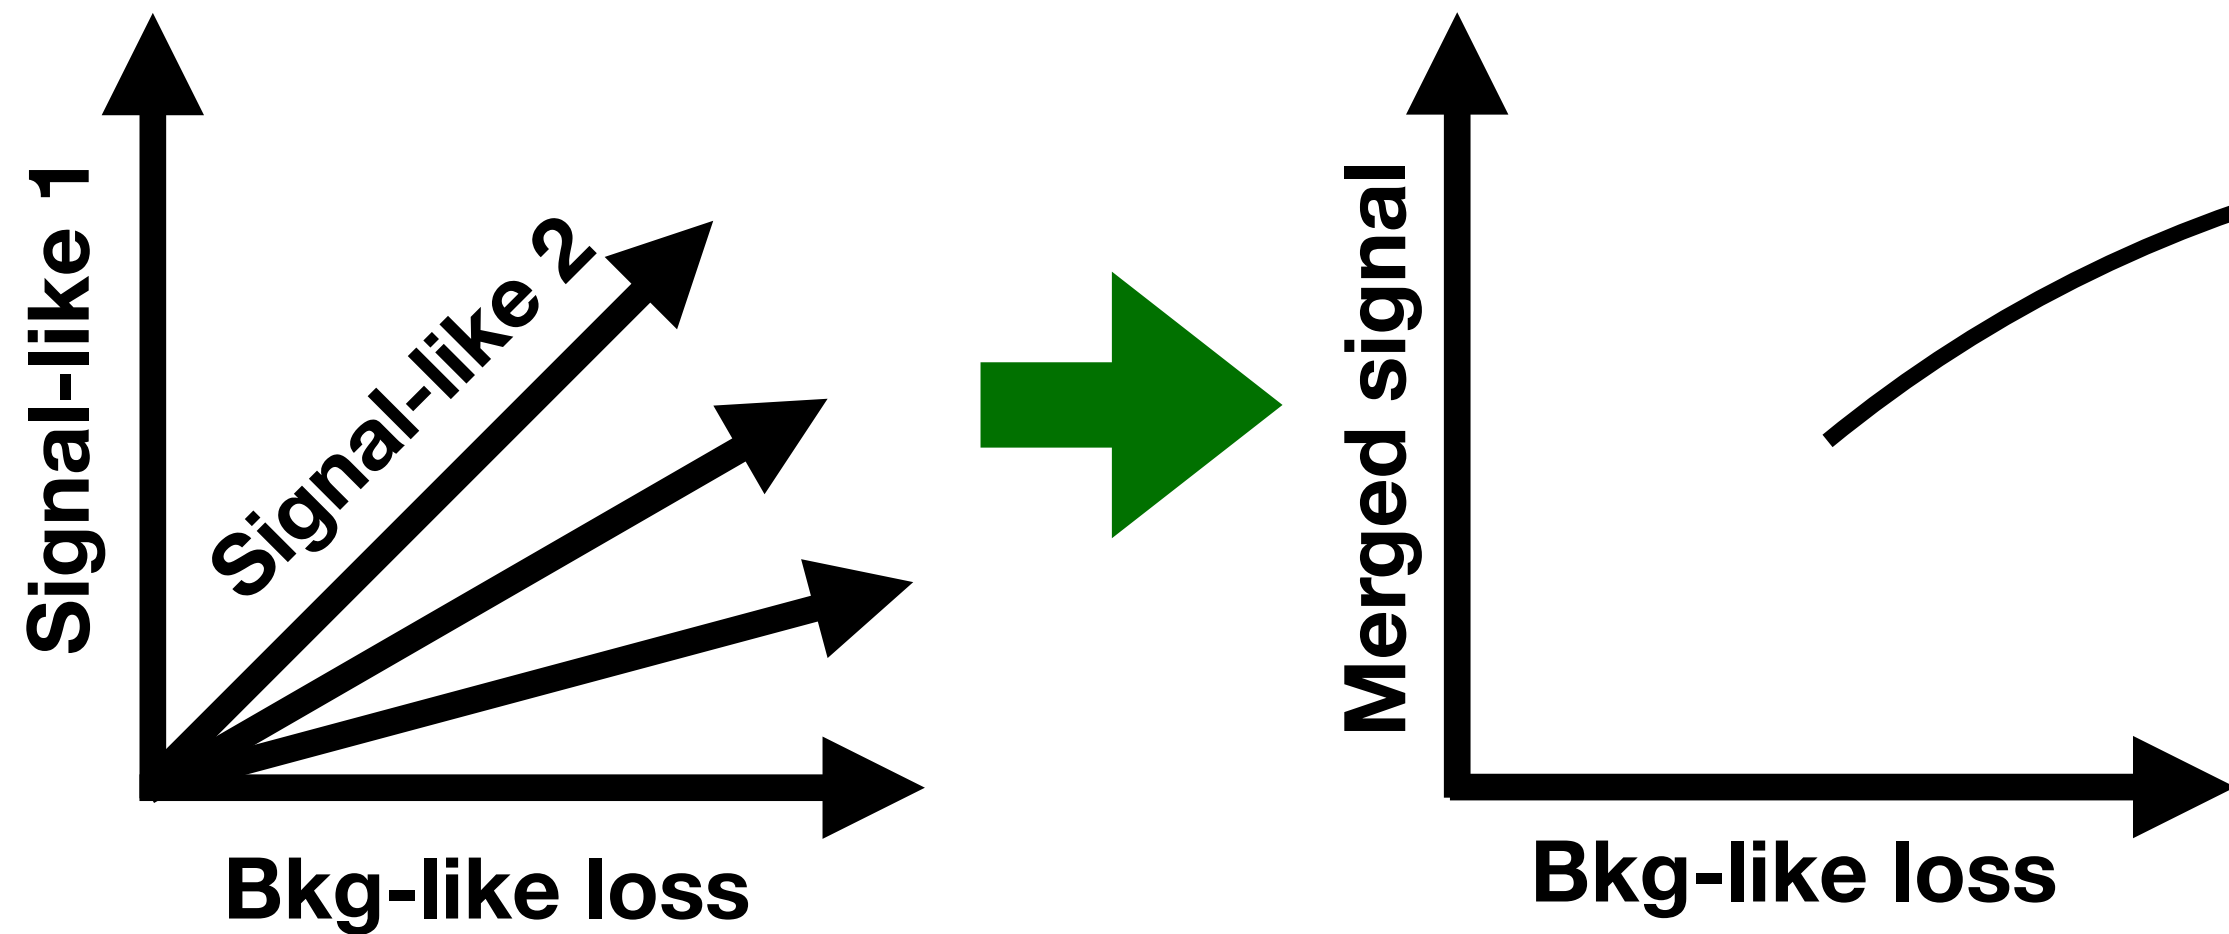 Signal-like 1
Signal-like 2
Bkg-like loss
Merged signal
Bkg-like loss